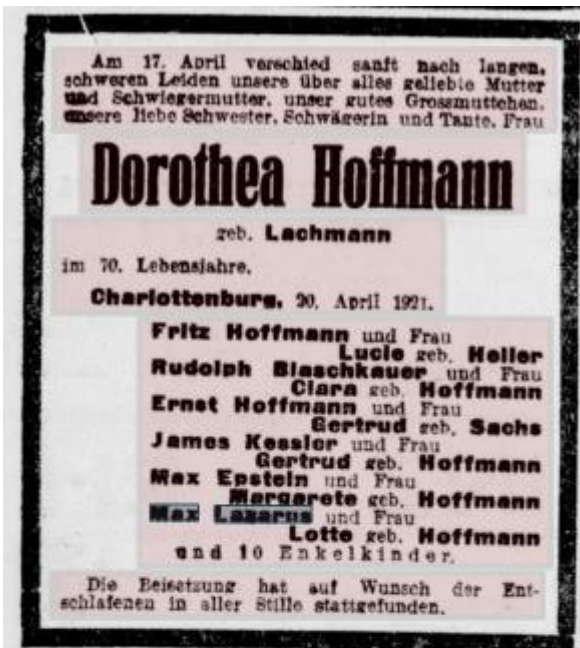 Am 17. April verschied sanft nach langen,
schweren Leiden unsere über alles geliebte Mutter
und Schwiegermutter, unser gutes Grossmuttchen,
unsere liebe Schwester, Schwägerin und Tante, Frau
Dorothea Hoffmann
geb. Lachmann
im 70. Lebensjahre.
Charlottenburg, 20. April 1921.
Fritz Hoffmann und Frau
Lucie geb. Heller
Rudolph Blaschkauer und Frau
Clara geb. Hoffmann
Ernst Hoffmann und Frau
Gertrud geb. Sachs
James Kessler und Frau
Gertrud geb. Hoffmann
Max Epstein und Frau
Margarete geb. Hoffmann
Max Lazarus und Frau
Lotte geb. Hoffmann
und 10 Enkelkinder.
Die Beisetzung hat auf Wunsch der Ent-
schlafenen in aller Stille stattgefunden.